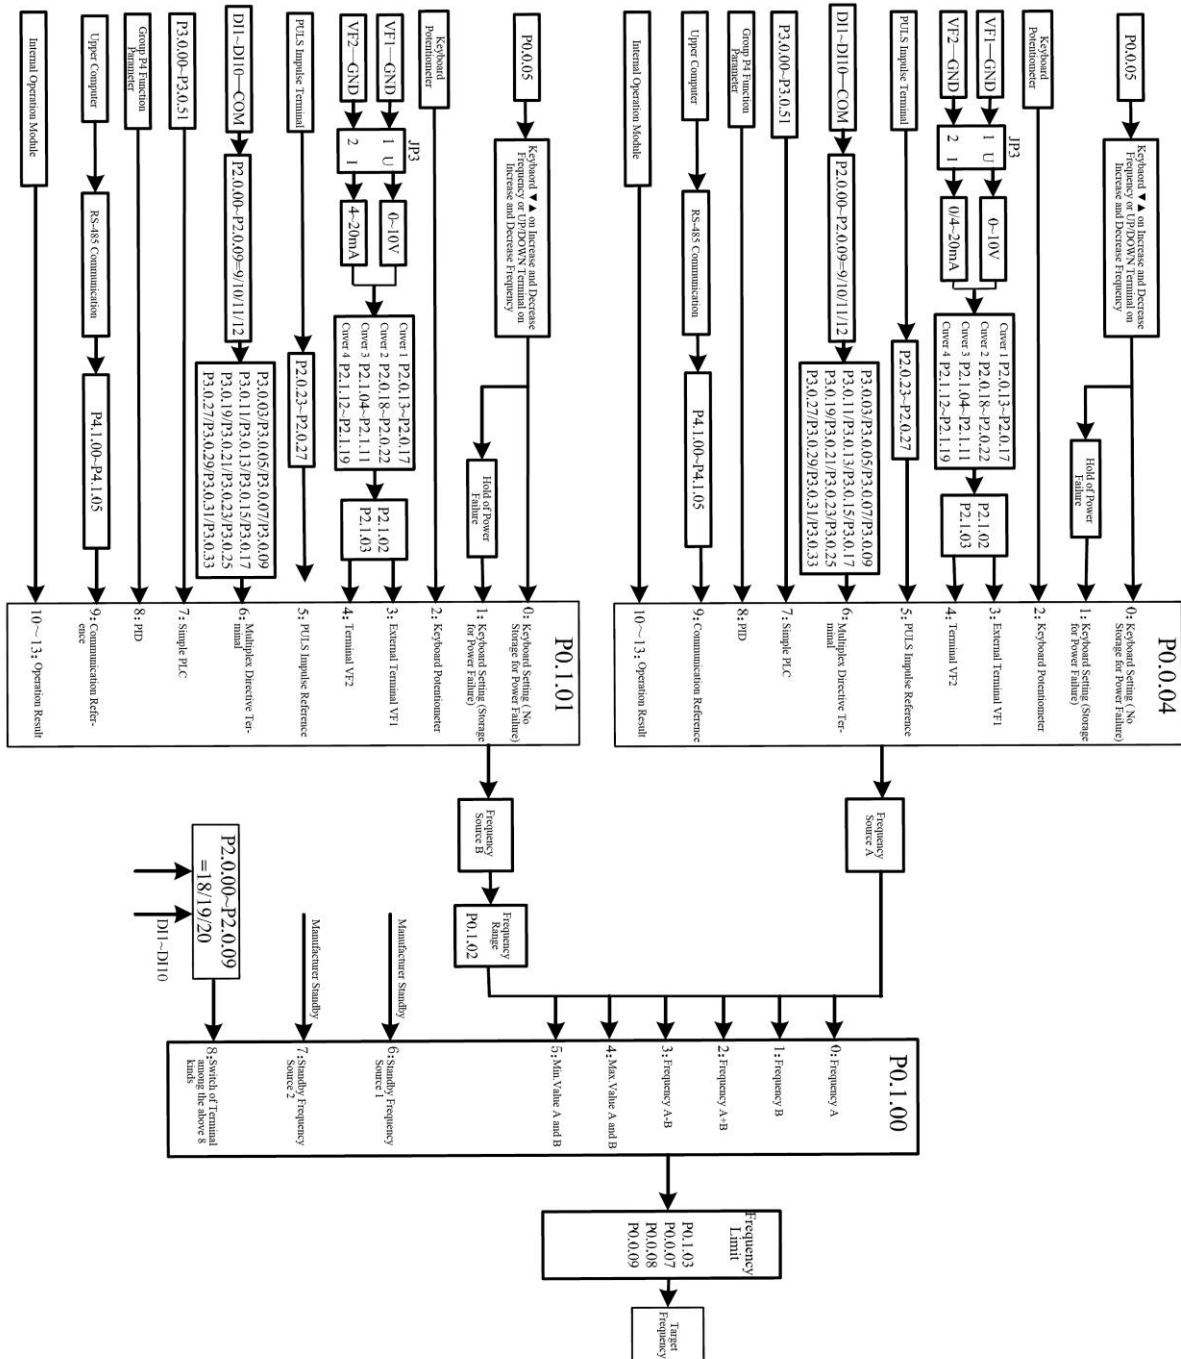 P0.0.05
Keybaord ▼▲ on Increase and Decrease
Frequency or UP/DOWN Terminal on
Increase and Decrease Frequency
Hold of Power
Failure
Keyboard
Potentiometer
VF1—GND
VF2—GND
JP3
1 U
2 I
0~10V
0/4~20mA
Cuver 1 P2.0.13~P2.0.17
Cuver 2 P2.0.18~P2.0.22
Cuver 3 P2.1.04~P2.1.11
Cuver 4 P2.1.12~P2.1.19
P2.1.02
P2.1.03
PULS Impulse Terminal
P2.0.23~P2.0.27
DI1~DI10—COM
P2.0.00~P2.0.09=9/10/11/12
P3.0.03/P3.0.05/P3.0.07/P3.0.09
P3.0.11/P3.0.13/P3.0.15/P3.0.17
P3.0.19/P3.0.21/P3.0.23/P3.0.25
P3.0.27/P3.0.29/P3.0.31/P3.0.33
P3.0.00~P3.0.51
Group P4 Function
Parameter
Upper Computer
RS-485 Communication
P4.1.00~P4.1.05
Internal Operation Module
P0.0.04
0: Keyboard Setting ( No
Storage for Power Failure)
1: Keyboard Setting (Storage
for Power Failure)
2: Keyboard Potentiometer
3: External Terminal VF1
4: Terminal VF2
5: PULS Impulse Reference
6: Multiplex Directive Ter-
minal
7: Simple PLC
8: PID
9: Communication Reference
10~13: Operation Result
Frequency
Source A
P0.0.05
Keybaord ▼▲ on Increase and Decrease
Frequency or UP/DOWN Terminal on
Increase and Decrease Frequency
Hold of Power
Failure
Keyboard
Potentiometer
VF1—GND
VF2—GND
JP3
1 U
2 I
0~10V
4~20mA
Cuver 1 P2.0.13~P2.0.17
Cuver 2 P2.0.18~P2.0.22
Cuver 3 P2.1.04~P2.1.11
Cuver 4 P2.1.12~P2.1.19
P2.1.02
P2.1.03
PULS Impulse Terminal
P2.0.23~P2.0.27
DI1~DI10—COM
P2.0.00~P2.0.09=9/10/11/12
P3.0.03/P3.0.05/P3.0.07/P3.0.09
P3.0.11/P3.0.13/P3.0.15/P3.0.17
P3.0.19/P3.0.21/P3.0.23/P3.0.25
P3.0.27/P3.0.29/P3.0.31/P3.0.33
P3.0.00~P3.0.51
Group P4 Function
Parameter
Upper Computer
RS-485 Communication
P4.1.00~P4.1.05
Internal Operation Module
P0.1.01
0: Keyboard Setting ( No
Storage for Power Failure)
1: Keyboard Setting (Storage
for Power Failure)
2: Keyboard Potentiometer
3: External Terminal VF1
4: Terminal VF2
5: PULS Impulse Reference
6: Multiplex Directive Ter-
minal
7: Simple PLC
8: PID
9: Communication Refer-
ence
10~13: Operation Result
Frequency
Source B
Frequency
Range
P0.1.02
Manufacturer Standby
Manufacturer Standby
P2.0.00~P2.0.09
=18/19/20
DI1~DI10
P0.1.00
0: Frequency A
1: Frequency B
2: Frequency A+B
3: Frequency A-B
4: Max.Value A and B
5: Min.Value A and B
6:Standby Frequency
Source 1
7:Standby Frequency
Source 2
8:Switch of Terminal
among the above 8
kinds
Frequency
Limit
P0.1.03
P0.0.07
P0.0.08
P0.0.09
Target
Frequency